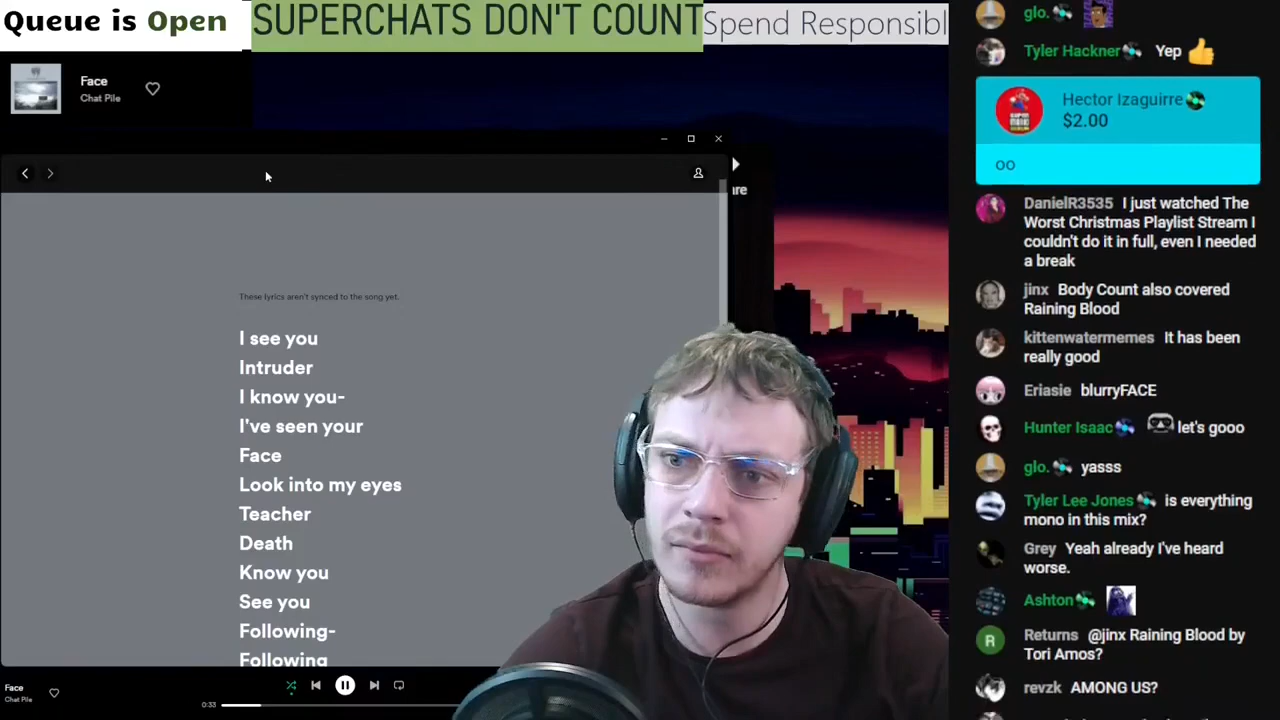 Queue is Open
SUPERCHATS DON'T COUNT
Spend Responsibl
Face
Chat Pile
These lyrics aren't synced to the song yet.
I see you
Intruder
I know you-
I've seen your
Face
Look into my eyes
Teacher
Death
Know you
See you
Following-
Following
Face
Chat Pile
0:33
are
glo.
Tyler Hackner Yep
Hector Izaguirre
$2.00
oo
DanielR3535 I just watched The
Worst Christmas Playlist Stream I
couldn't do it in full, even I needed
a break
jinx Body Count also covered
Raining Blood
kittenwatermemes It has been
really good
Eriasie blurryFACE
Hunter Isaac let's gooo
glo. yasss
Tyler Lee Jones is everything
mono in this mix?
Grey Yeah already I've heard
worse.
Ashton
R
Returns @jinx Raining Blood by
Tori Amos?
revzk AMONG US?